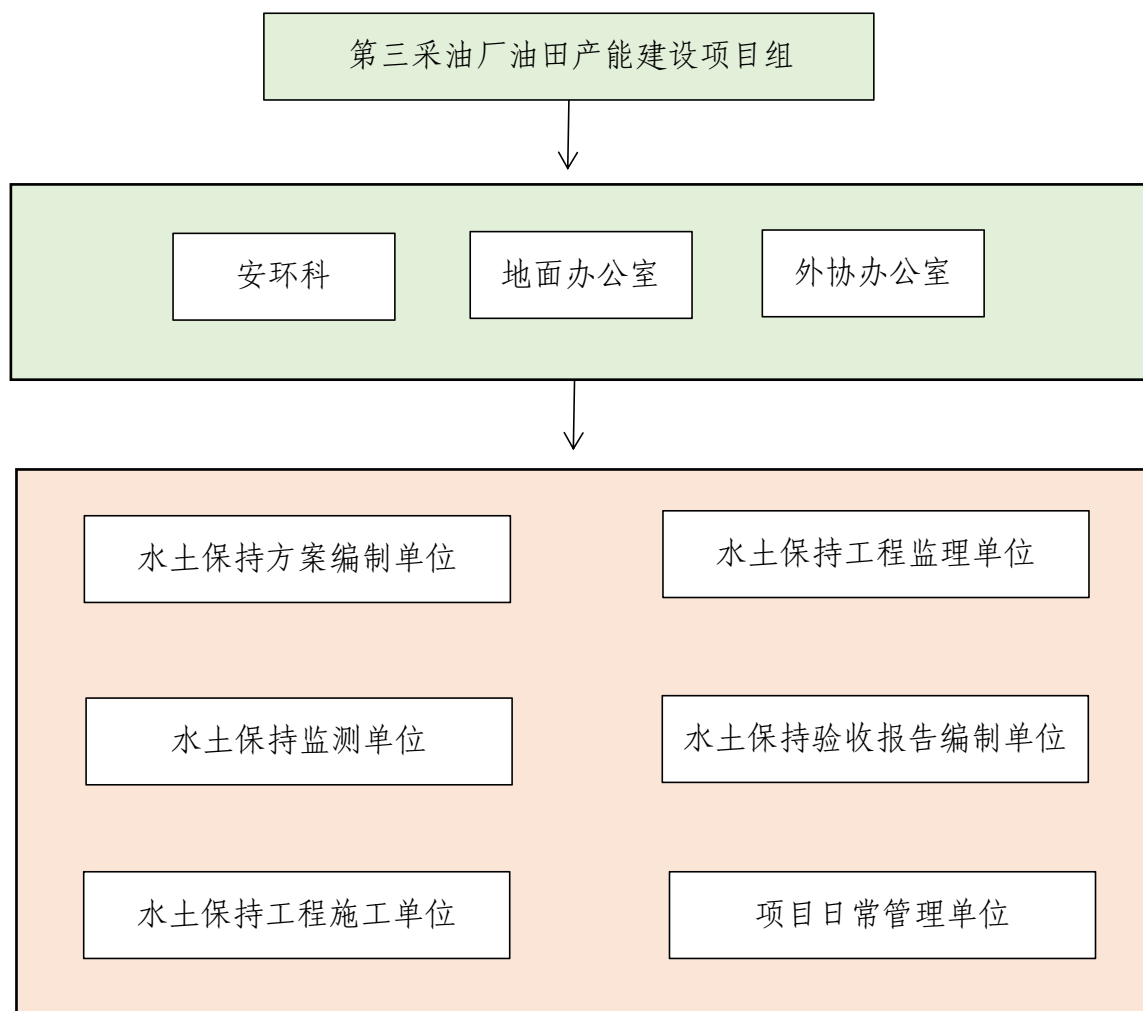 第三采油厂油田产能建设项目组
安环科
地面办公室
外协办公室
水土保持方案编制单位
水土保持工程监理单位
水土保持监测单位
水土保持验收报告编制单位
水土保持工程施工单位
项目日常管理单位